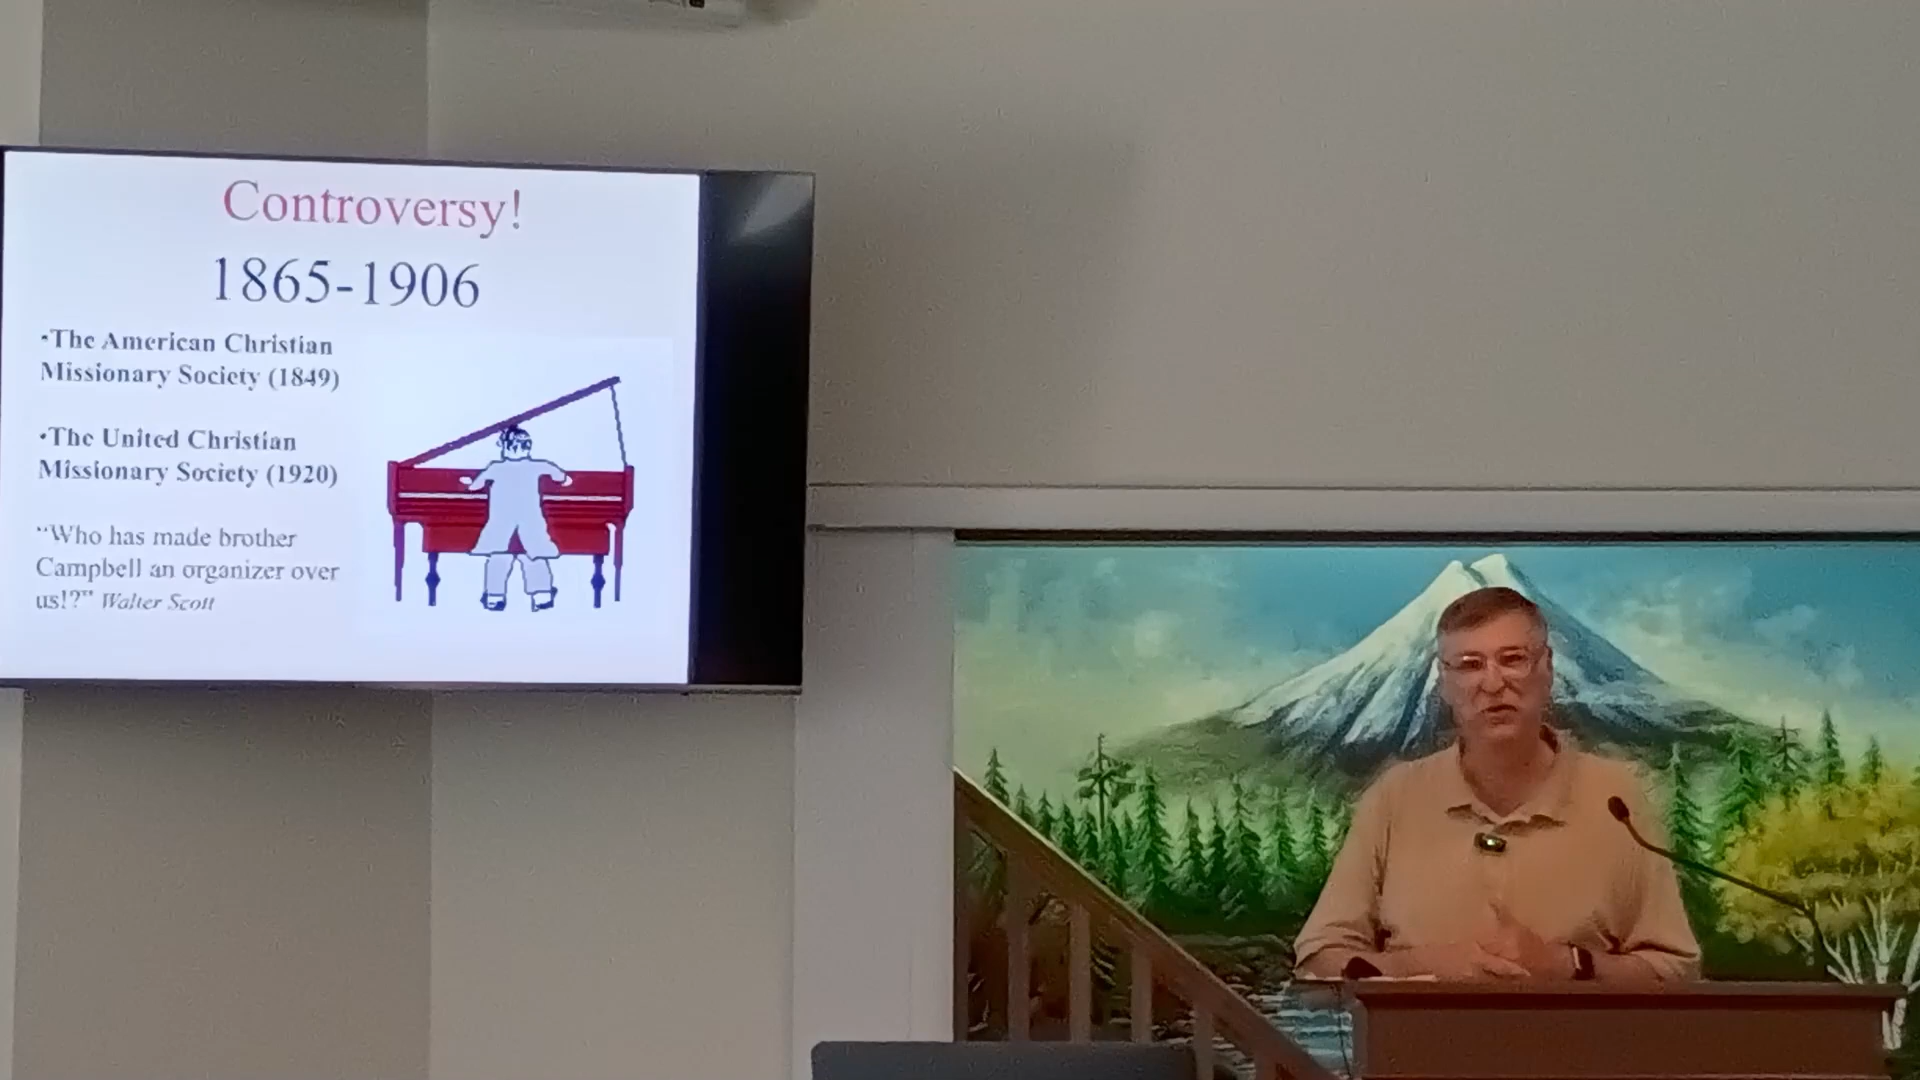 Controversy!
1865-1906
•The American Christian
Missionary Society (1849)
•The United Christian
Missionary Society (1920)
“Who has made brother
Campbell an organizer over
us!?” Walter Scott